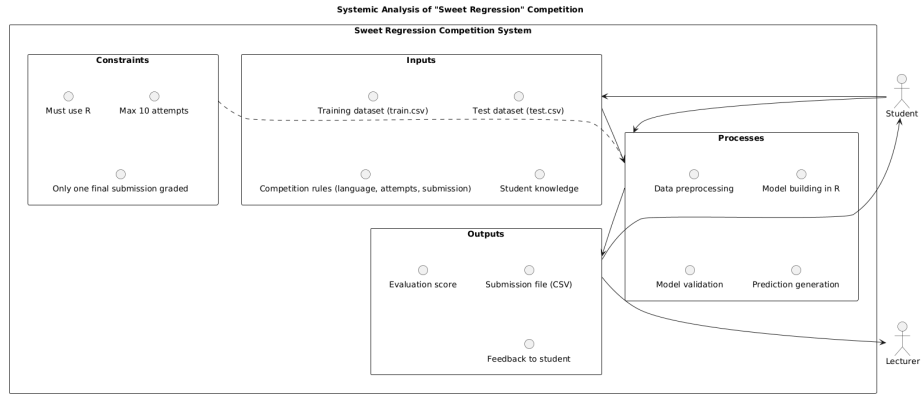 Systemic Analysis of "Sweet Regression" Competition
Sweet Regression Competition System
Constraints
Must use R
Max 10 attempts
Only one final submission graded
Inputs
Training dataset (train.csv)
Test dataset (test.csv)
Competition rules (language, attempts, submission)
Student knowledge
Student
Processes
Data preprocessing
Model building in R
Model validation
Prediction generation
Outputs
Evaluation score
Submission file (CSV)
Feedback to student
Lecturer